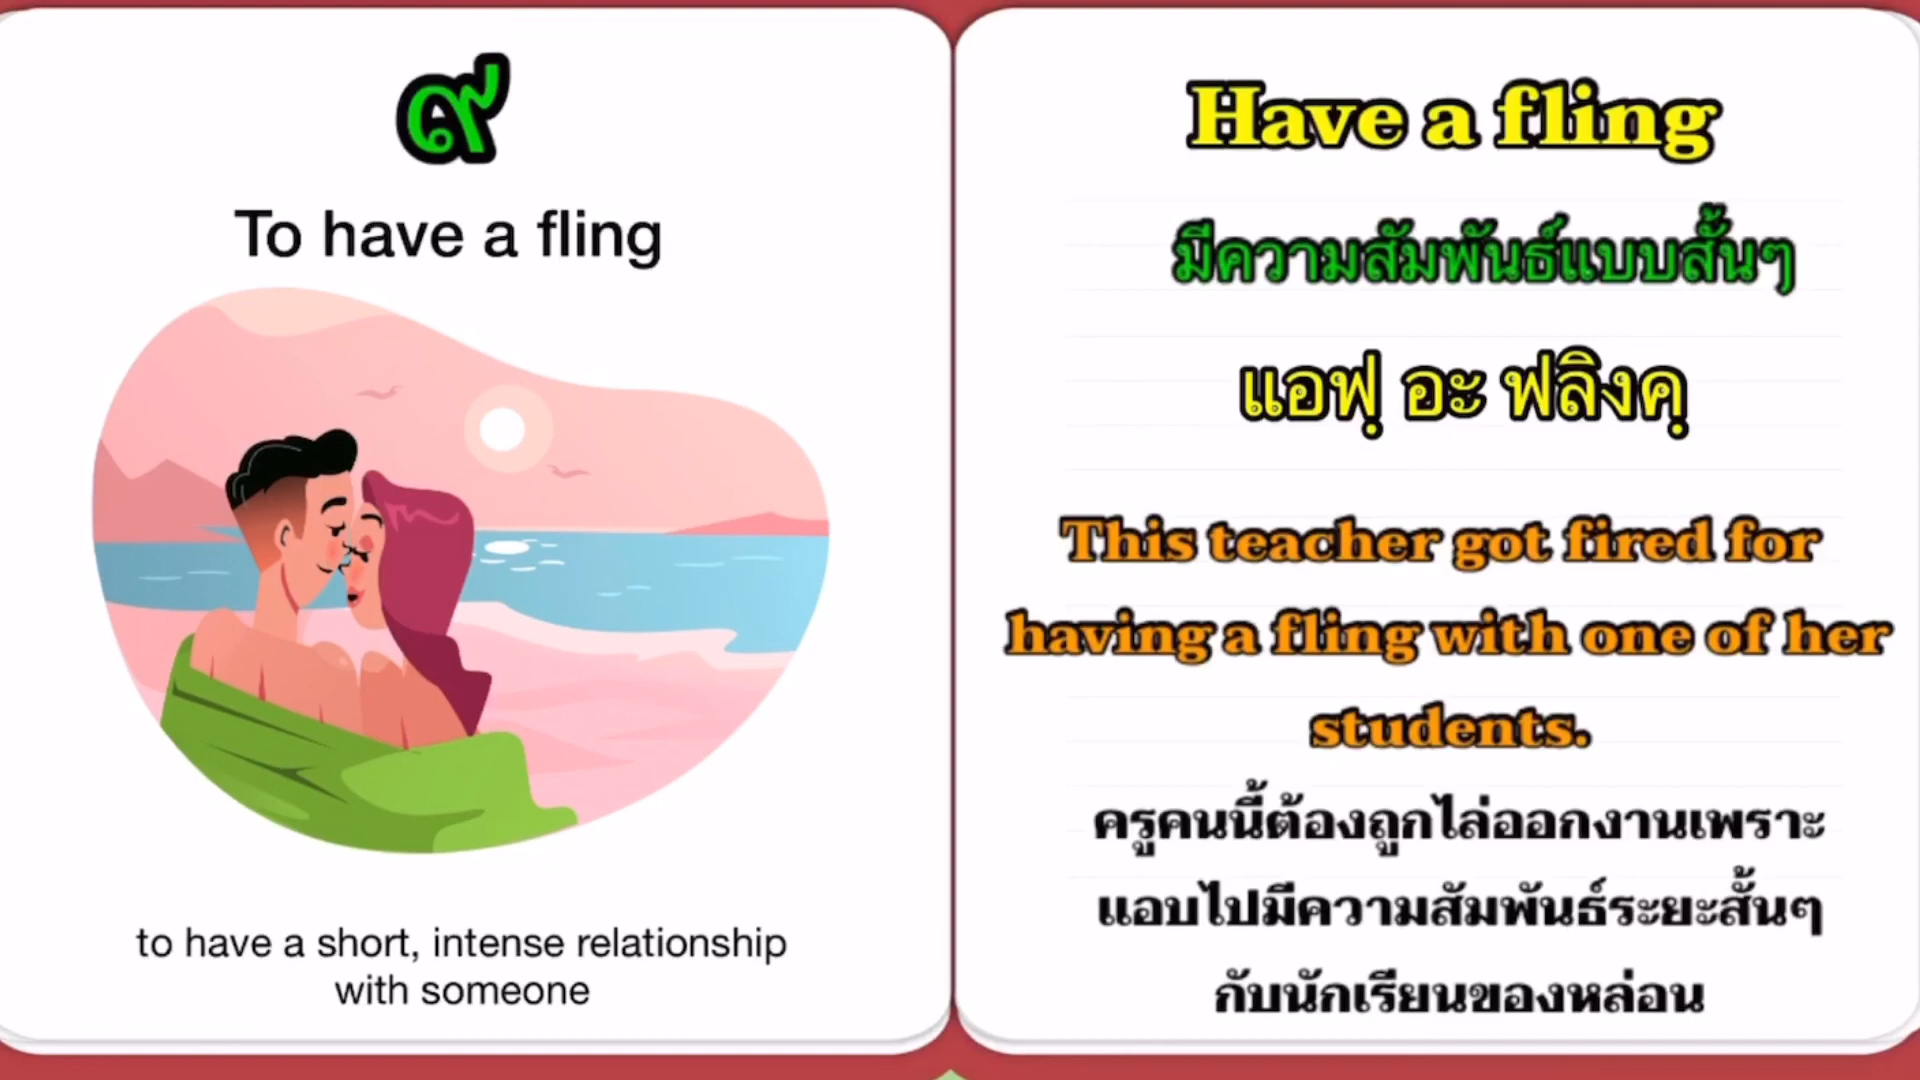 ๙
To have a fling
to have a short, intense relationship
with someone
Have a fling
มีความสัมพันธ์แบบสั้นๆ
แฮฟฺ อะ ฟลิงคฺ
This teacher got fired for
having a fling with one of her
students.
ครูคนนี้ต้องถูกไล่ออกงานเพราะ
แอบไปมีความสัมพันธ์ระยะสั้นๆ
กับนักเรียนของหล่อน